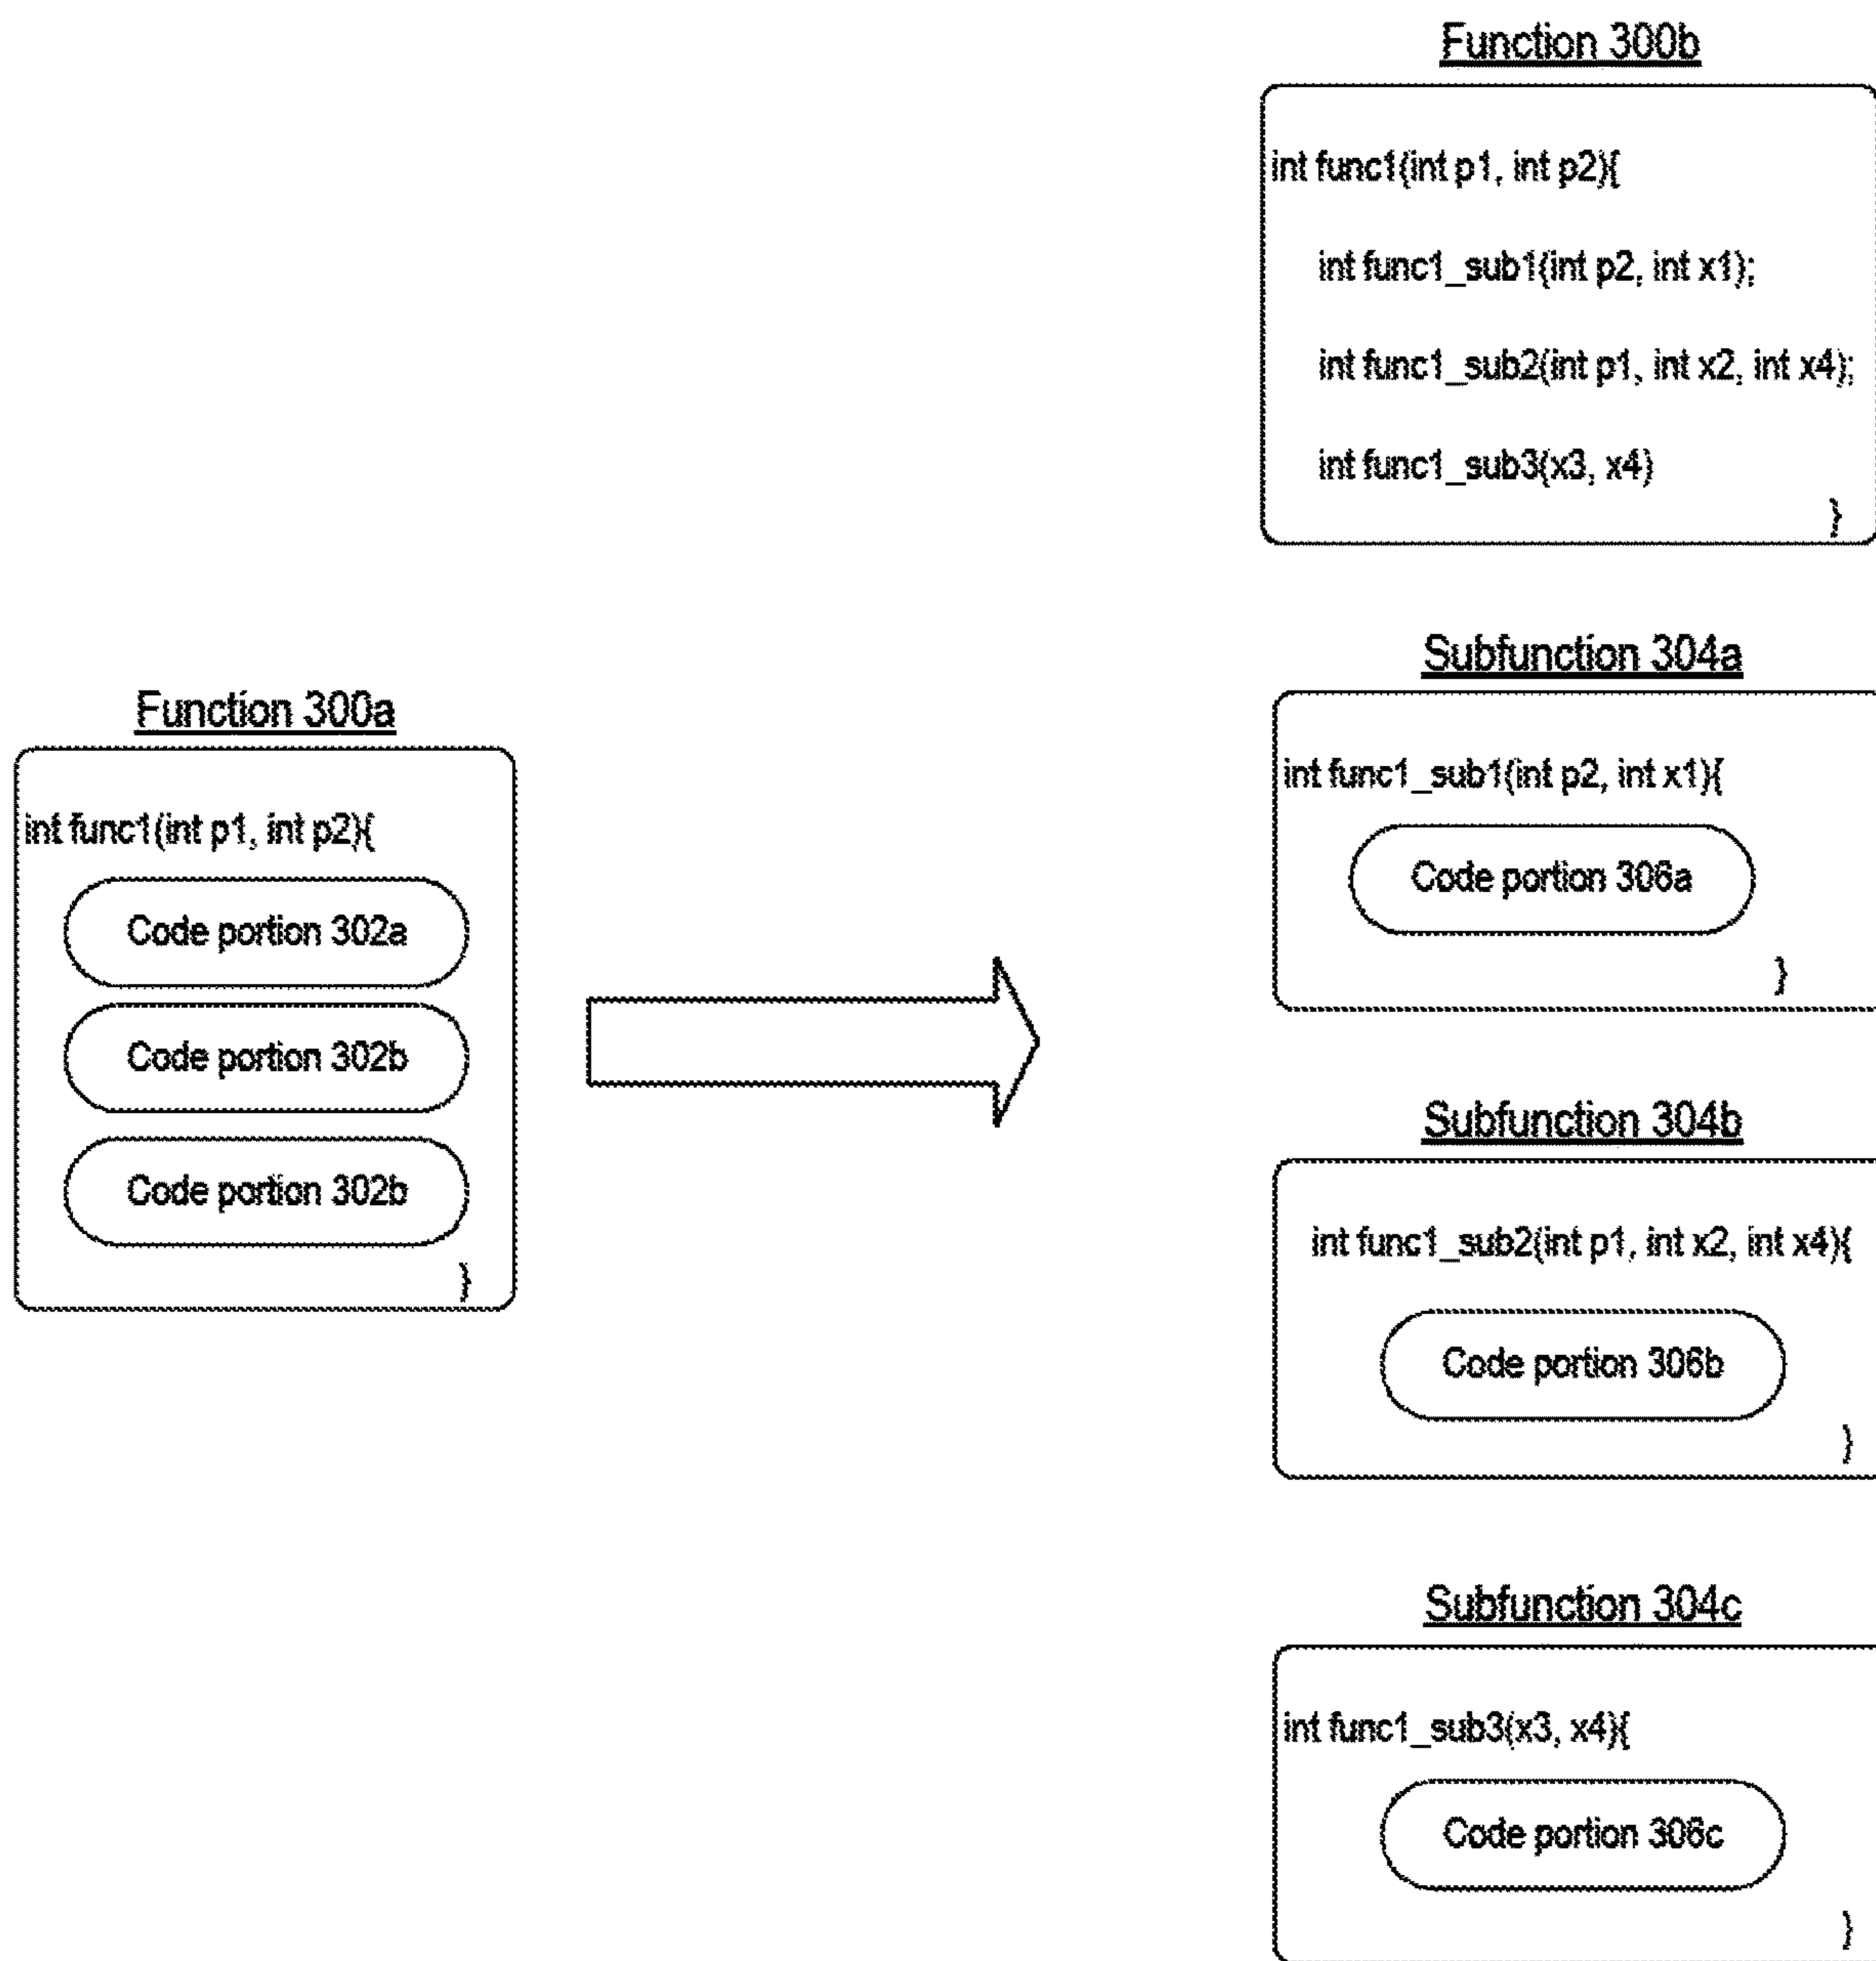 Function 300a
int func1(int p1, int p2){
Code portion 302a
Code portion 302b
Code portion 302b
}
Function 300b
int func1(int p1, int p2){
int func1_sub1(int p2, int x1);
int func1_sub2(int p1, int x2, int x4);
int func1_sub3(x3, x4)
}
Subfunction 304a
int func1_sub1(int p2, int x1){
Code portion 306a
}
Subfunction 304b
int func1_sub2(int p1, int x2, int x4){
Code portion 306b
}
Subfunction 304c
int func1_sub3(x3, x4){
Code portion 306c
}